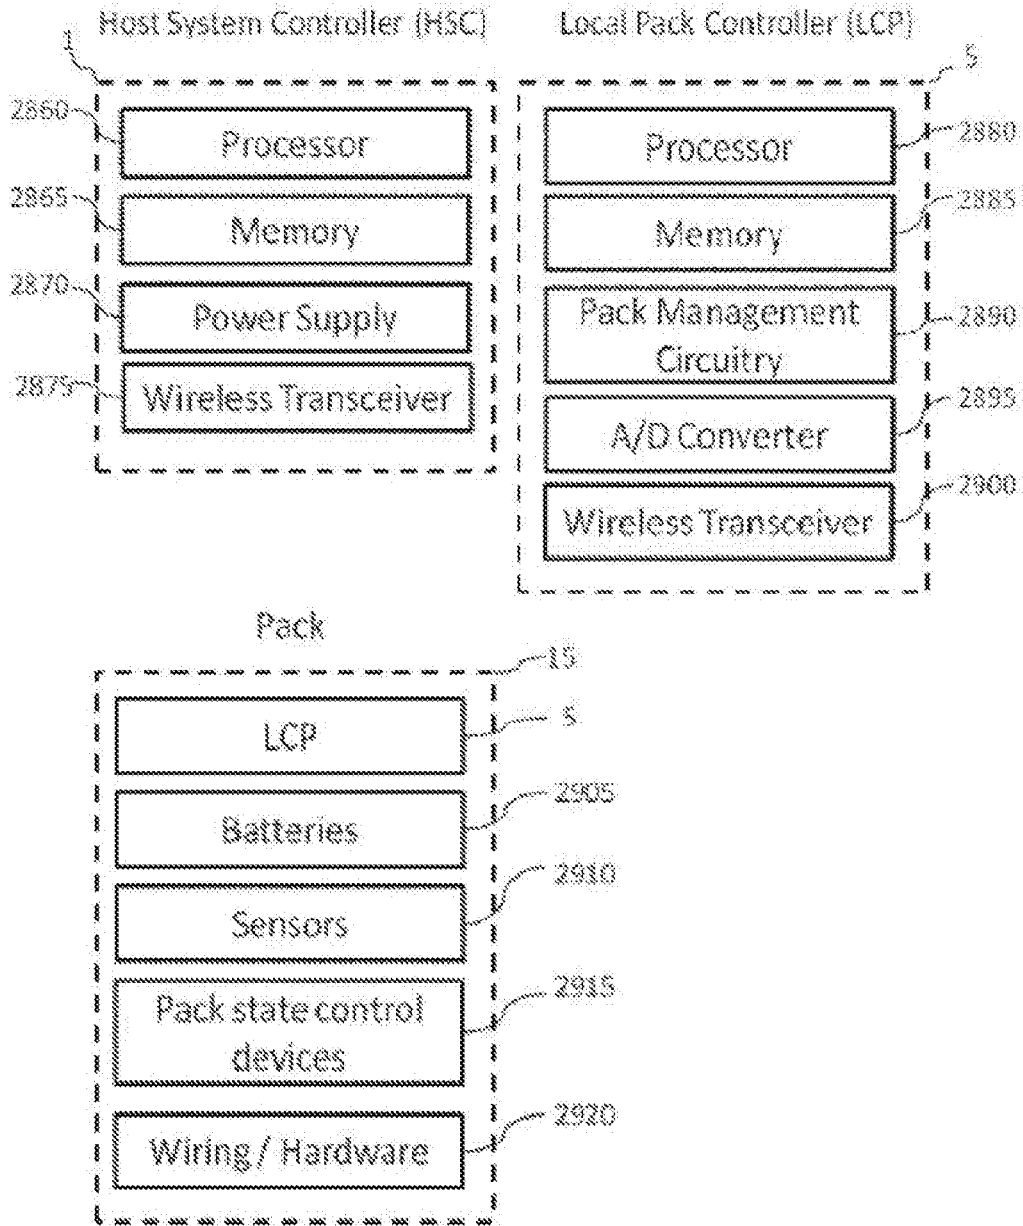 Host System Controller (HSC)
1
2860
Processor
2865
Memory
2870
Power Supply
2875
Wireless Transceiver
Local Pack Controller (LCP)
5
Processor
2880
Memory
2885
Pack Management
Circuitry
2890
A/D Converter
2895
Wireless Transceiver
2900
Pack
15
LCP
5
Batteries
2905
Sensors
2910
Pack state control
devices
2915
Wiring / Hardware
2920